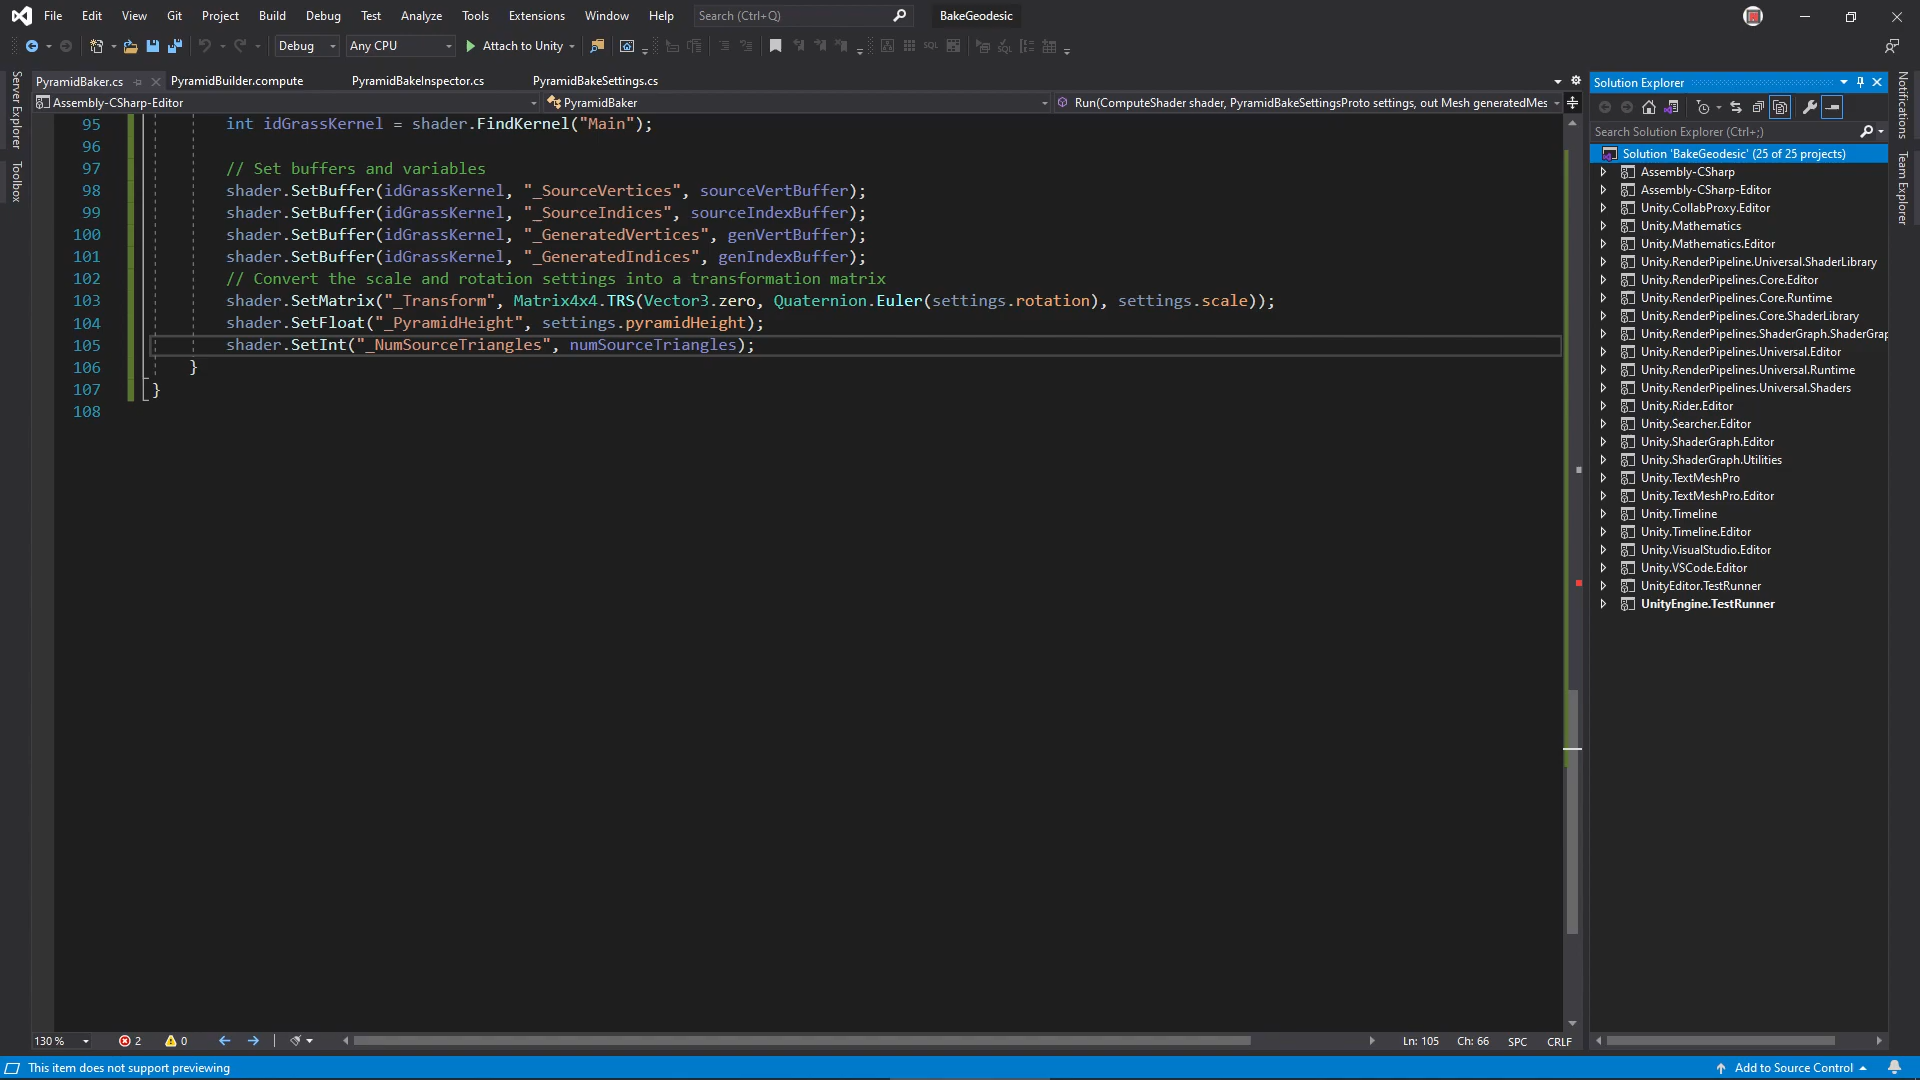 File Edit View Git Project Build Debug Test Analyze Tools Extensions Window Help Search (Ctrl+Q) BakeGeodesic
Debug Any CPU Attach to Unity
PyramidBaker.cs PyramidBuilder.compute PyramidBakeInspector.cs PyramidBakeSettings.cs
Assembly-CSharp-Editor PyramidBaker Run(ComputeShader shader, PyramidBakeSettingsProto settings, out Mesh generatedMes
95 int idGrassKernel = shader.FindKernel("Main");
96
97 // Set buffers and variables
98 shader.SetBuffer(idGrassKernel, "_SourceVertices", sourceVertBuffer);
99 shader.SetBuffer(idGrassKernel, "_SourceIndices", sourceIndexBuffer);
100 shader.SetBuffer(idGrassKernel, "_GeneratedVertices", genVertBuffer);
101 shader.SetBuffer(idGrassKernel, "_GeneratedIndices", genIndexBuffer);
102 // Convert the scale and rotation settings into a transformation matrix
103 shader.SetMatrix("_Transform", Matrix4x4.TRS(Vector3.zero, Quaternion.Euler(settings.rotation), settings.scale));
104 shader.SetFloat("_PyramidHeight", settings.pyramidHeight);
105 shader.SetInt("_NumSourceTriangles", numSourceTriangles);
106 }
107 }
108
Server Explorer
Toolbox
Solution Explorer
Search Solution Explorer (Ctrl+;)
Solution 'BakeGeodesic' (25 of 25 projects)
Assembly-CSharp
Assembly-CSharp-Editor
Unity.CollabProxy.Editor
Unity.Mathematics
Unity.Mathematics.Editor
Unity.RenderPipeline.Universal.ShaderLibrary
Unity.RenderPipelines.Core.Editor
Unity.RenderPipelines.Core.Runtime
Unity.RenderPipelines.Core.ShaderLibrary
Unity.RenderPipelines.ShaderGraph.ShaderGrap
Unity.RenderPipelines.Universal.Editor
Unity.RenderPipelines.Universal.Runtime
Unity.RenderPipelines.Universal.Shaders
Unity.Rider.Editor
Unity.Searcher.Editor
Unity.ShaderGraph.Editor
Unity.ShaderGraph.Utilities
Unity.TextMeshPro
Unity.TextMeshPro.Editor
Unity.Timeline
Unity.Timeline.Editor
Unity.VisualStudio.Editor
Unity.VSCode.Editor
UnityEditor.TestRunner
UnityEngine.TestRunner
Notifications
Team Explorer
130 % 2 0 Ln: 105 Ch: 66 SPC CRLF
This item does not support previewing Add to Source Control